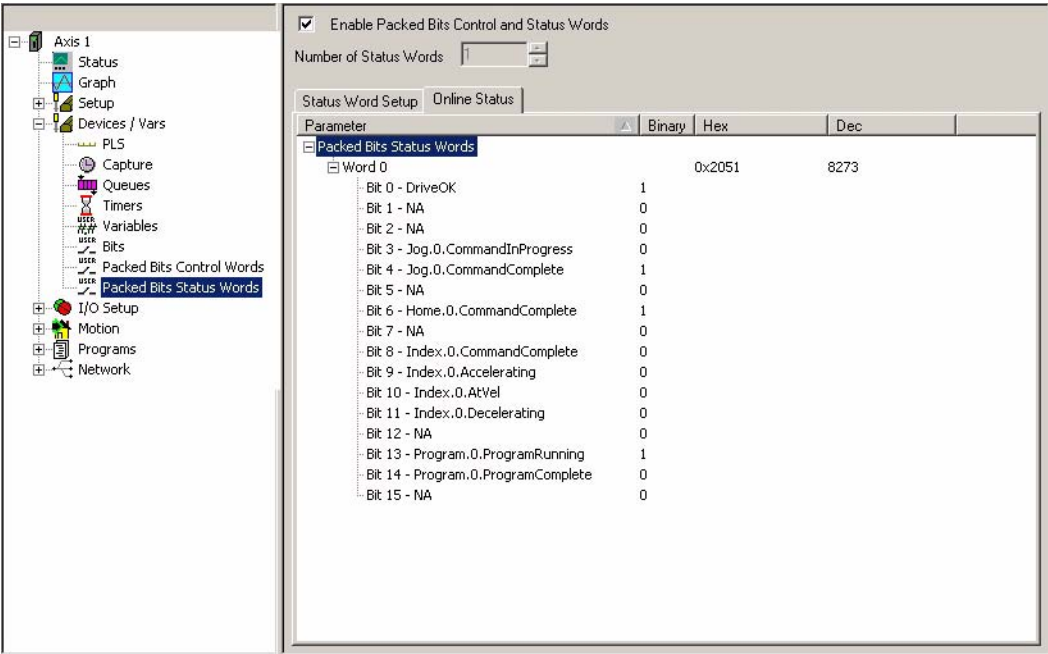 Axis 1
Status
Graph
Setup
Devices / Vars
PLS
Capture
Queues
Timers
USER
##.## Variables
USER
Bits
USER
Packed Bits Control Words
USER
Packed Bits Status Words
I/O Setup
Motion
Programs
Network
Enable Packed Bits Control and Status Words
Number of Status Words 1
Status Word Setup Online Status
Parameter Binary Hex Dec
Packed Bits Status Words
Word 0 0x2051 8273
Bit 0 - DriveOK 1
Bit 1 - NA 0
Bit 2 - NA 0
Bit 3 - Jog.0.CommandInProgress 0
Bit 4 - Jog.0.CommandComplete 1
Bit 5 - NA 0
Bit 6 - Home.0.CommandComplete 1
Bit 7 - NA 0
Bit 8 - Index.0.CommandComplete 0
Bit 9 - Index.0.Accelerating 0
Bit 10 - Index.0.AtVel 0
Bit 11 - Index.0.Decelerating 0
Bit 12 - NA 0
Bit 13 - Program.0.ProgramRunning 1
Bit 14 - Program.0.ProgramComplete 0
Bit 15 - NA 0